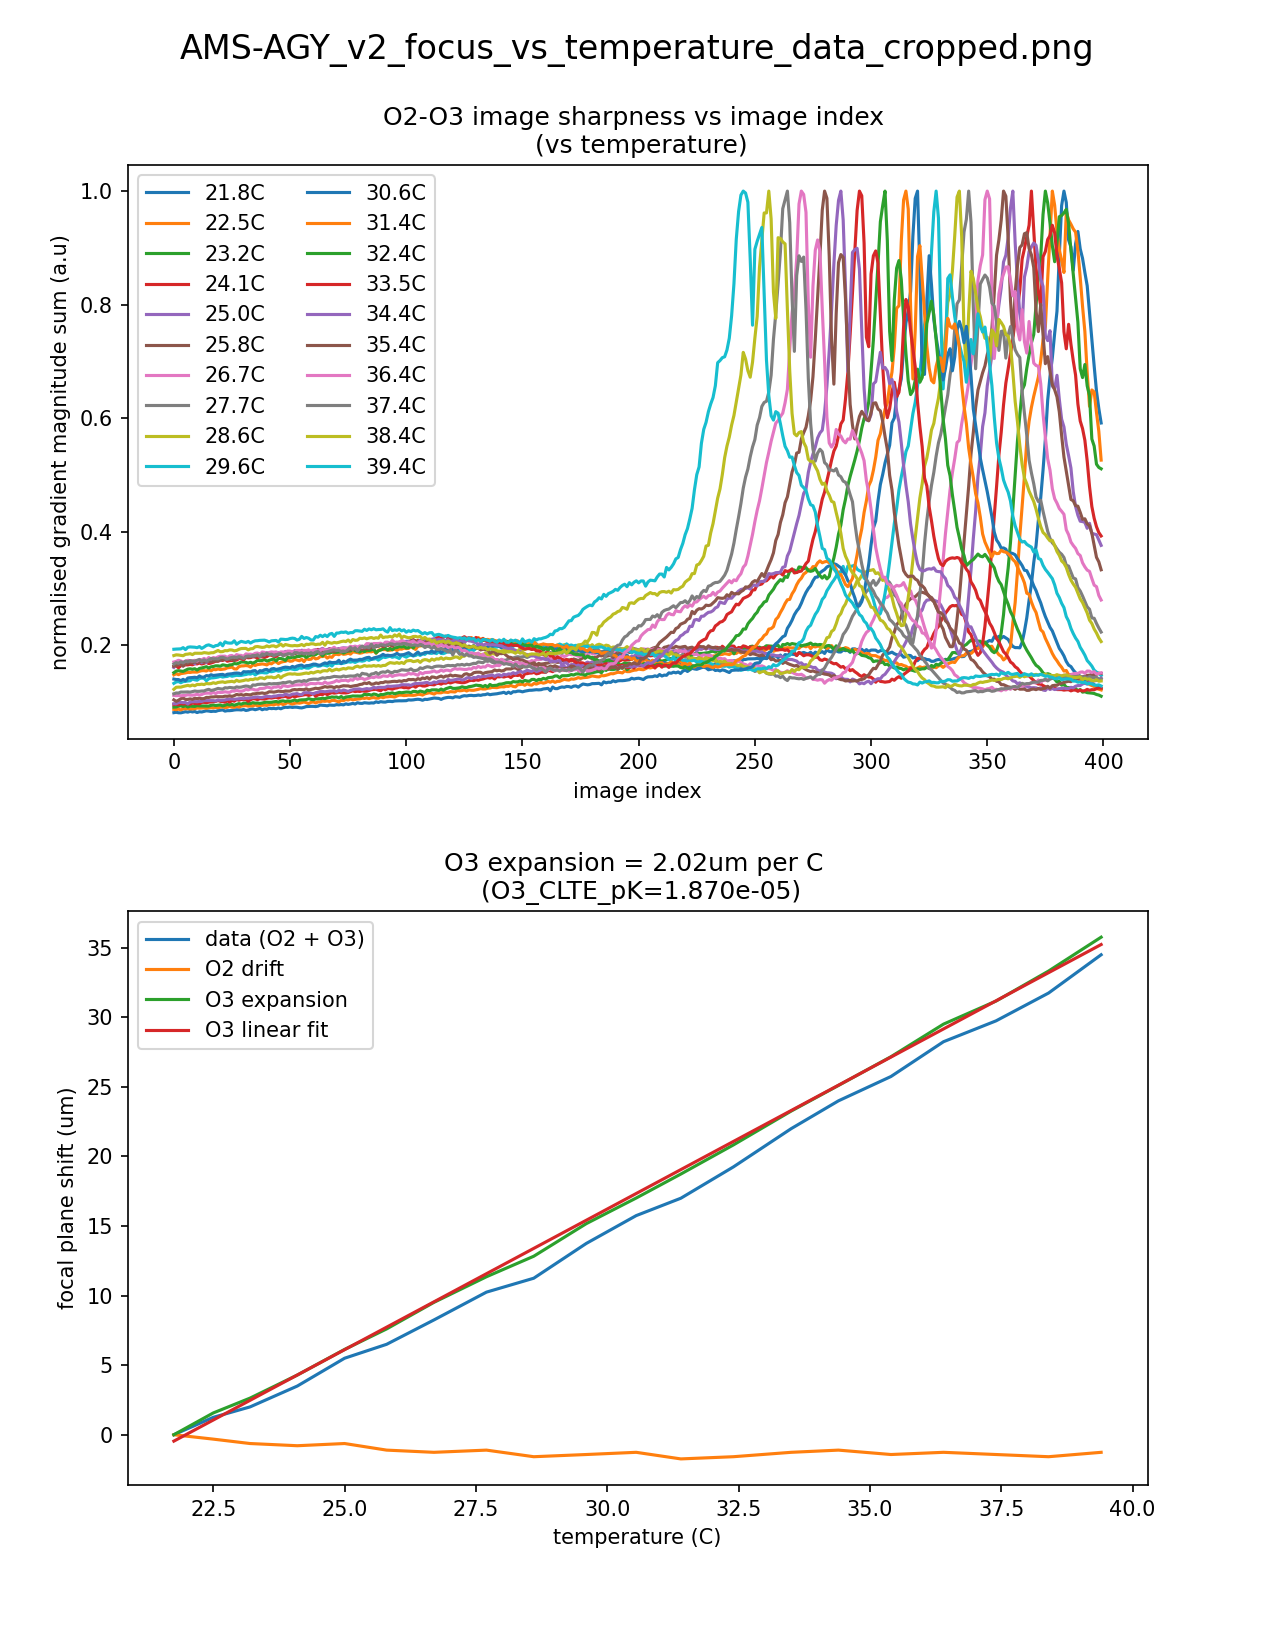 AMS-AGY_v2_focus_vs_temperature_data_cropped.png
O2-O3 image sharpness vs image index
(vs temperature)
normalised gradient magnitude sum (a.u)
1.0
0.8
0.6
0.4
0.2
21.8C 30.6C
22.5C 31.4C
23.2C 32.4C
24.1C 33.5C
25.0C 34.4C
25.8C 35.4C
26.7C 36.4C
27.7C 37.4C
28.6C 38.4C
29.6C 39.4C
0 50 100 150 200 250 300 350 400
image index
O3 expansion = 2.02um per C
(O3_CLTE_pK=1.870e-05)
focal plane shift (um)
35
30
25
20
15
10
5
0
data (O2 + O3)
O2 drift
O3 expansion
O3 linear fit
22.5 25.0 27.5 30.0 32.5 35.0 37.5 40.0
temperature (C)